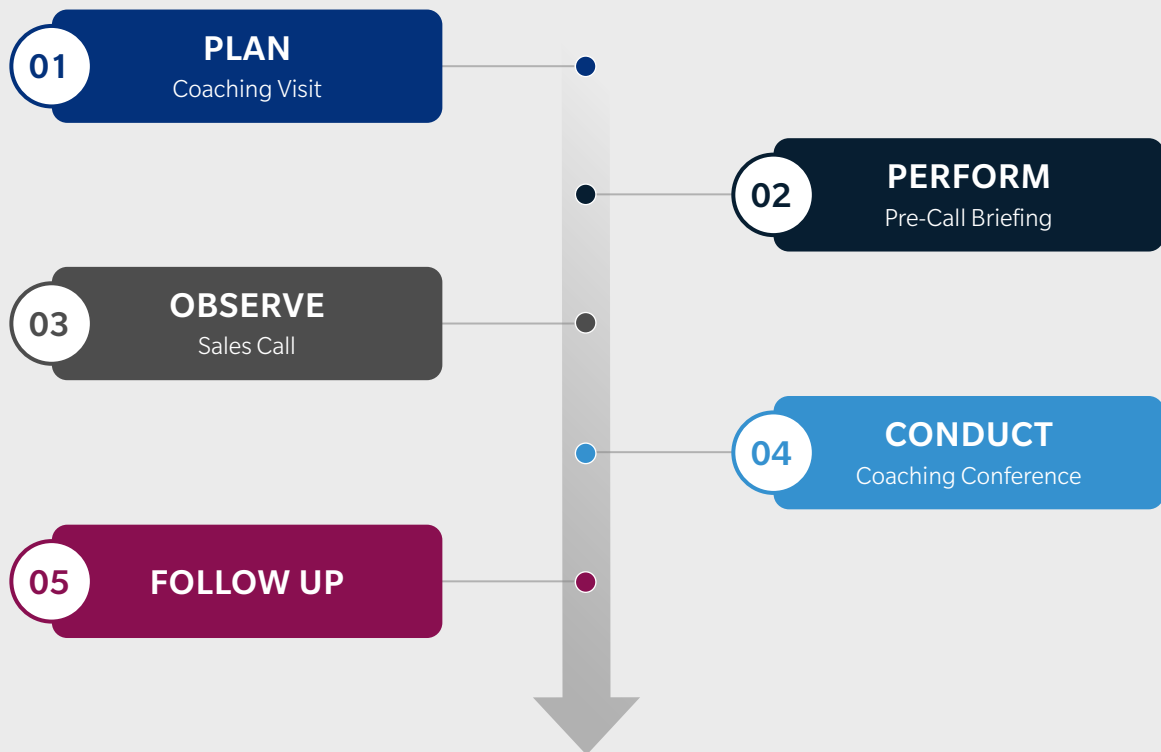 01
PLAN
Coaching Visit
02
PERFORM
Pre-Call Briefing
03
OBSERVE
Sales Call
04
CONDUCT
Coaching Conference
05
FOLLOW UP